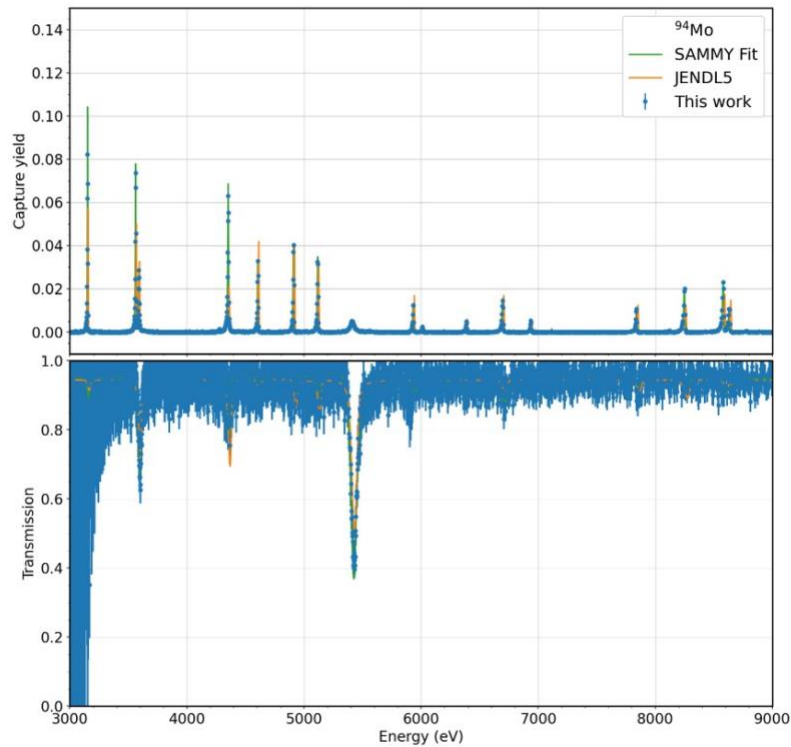 0.14
⁹⁴Mo
SAMMY Fit
0.12
JENDL5
This work
0.10
Capture yield
0.08
0.06
0.04
0.02
0.00
1.0
0.8
0.6
Transmission
0.4
0.2
0.0
3000 4000 5000 6000 7000 8000 9000
Energy (eV)